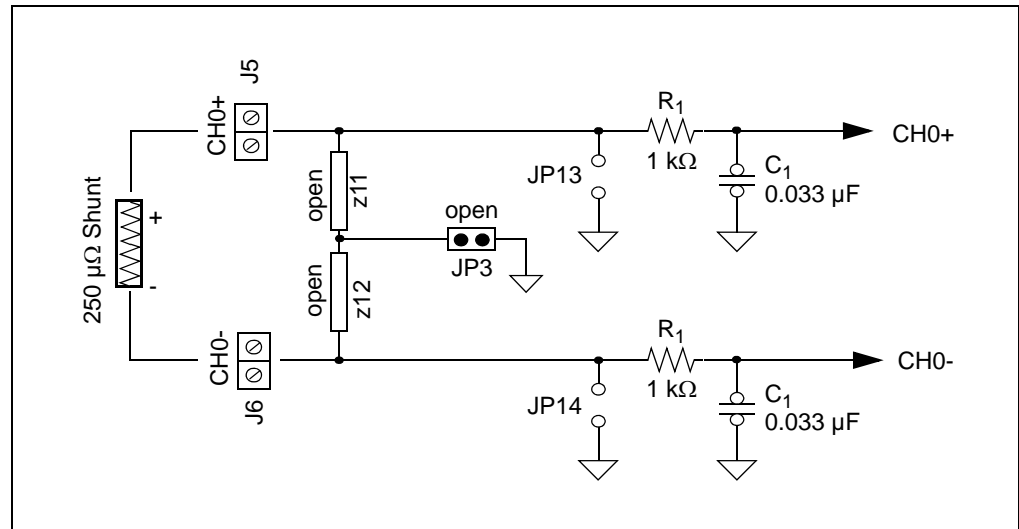 J5
CH0+
R1
1 kΩ
CH0+
C1
0.033 µF
JP13
open
z11
open
JP3
250 µΩ Shunt
+
-
open
z12
CH0-
J6
R1
1 kΩ
CH0-
C1
0.033 µF
JP14